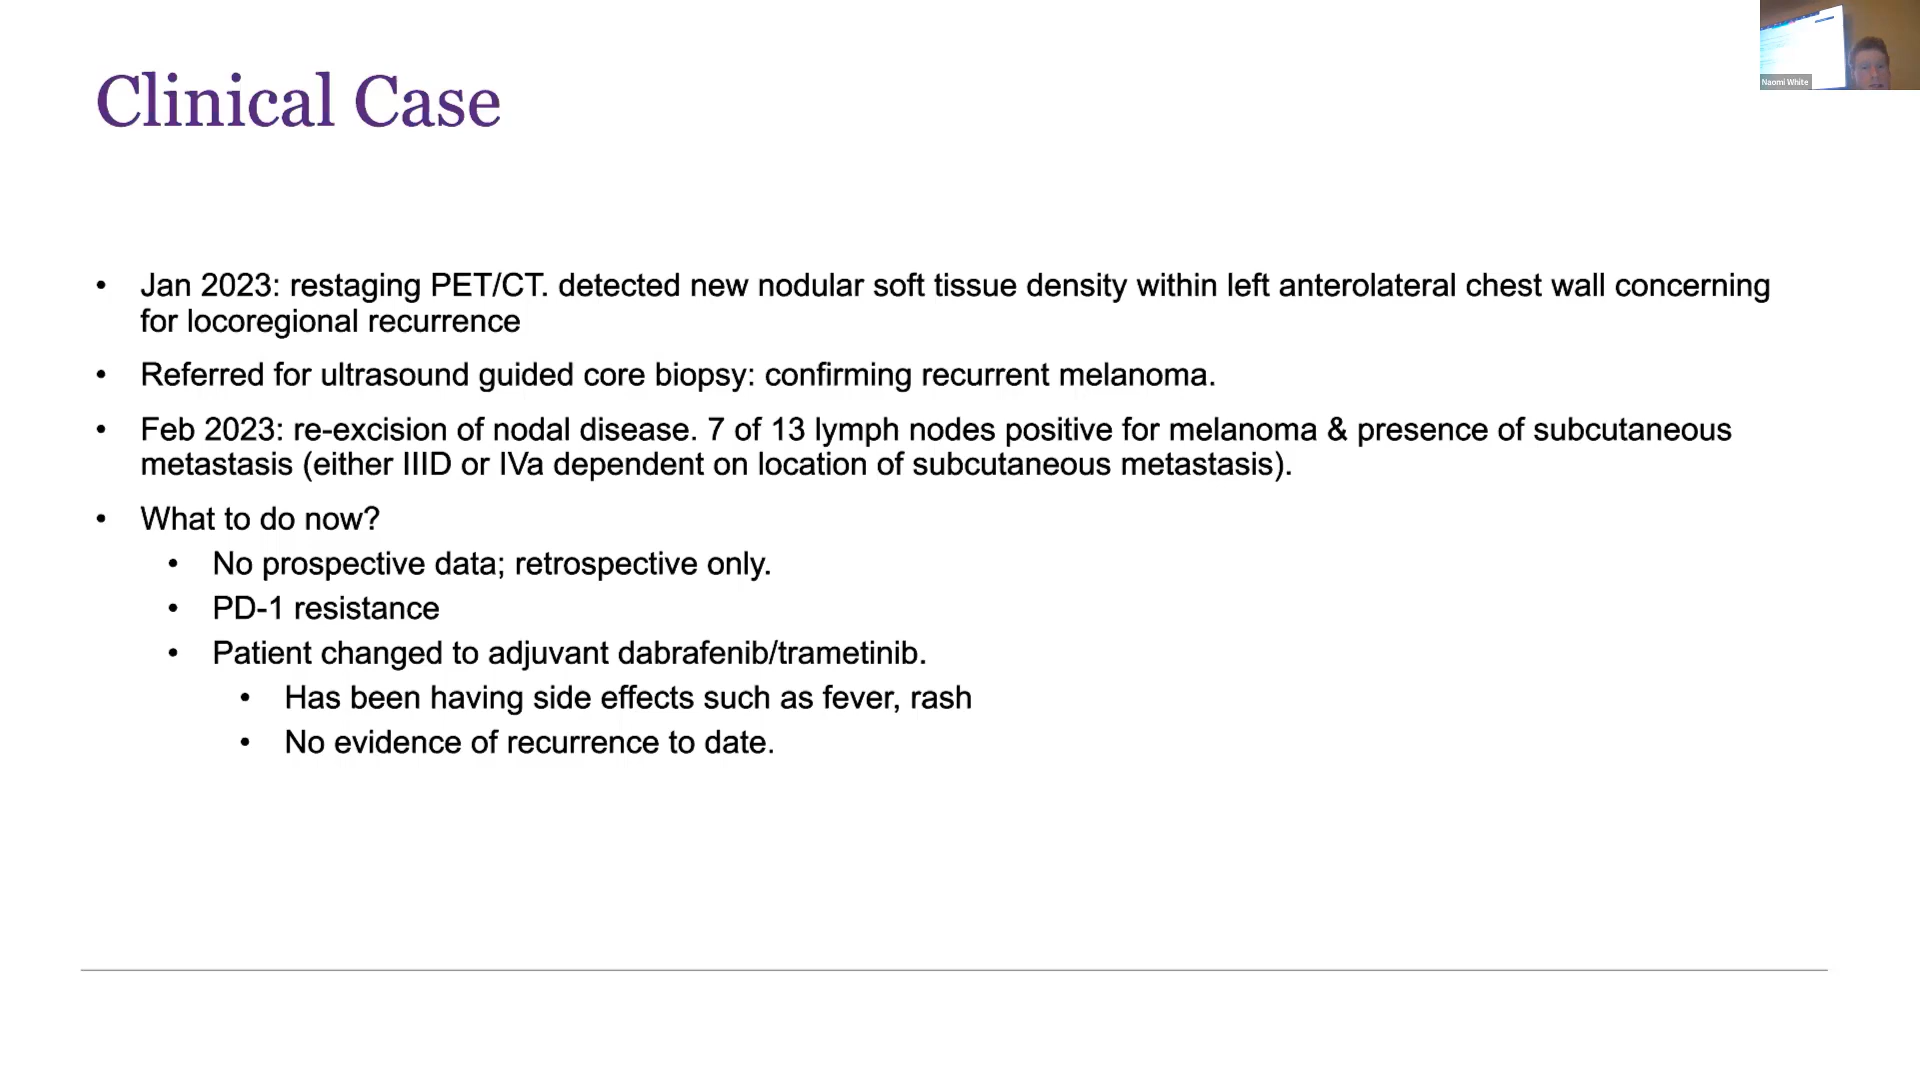 Clinical Case
Naomi White
• Jan 2023: restaging PET/CT. detected new nodular soft tissue density within left anterolateral chest wall concerning
for locoregional recurrence
• Referred for ultrasound guided core biopsy: confirming recurrent melanoma.
• Feb 2023: re-excision of nodal disease. 7 of 13 lymph nodes positive for melanoma & presence of subcutaneous
metastasis (either IIID or IVa dependent on location of subcutaneous metastasis).
• What to do now?
• No prospective data; retrospective only.
• PD-1 resistance
• Patient changed to adjuvant dabrafenib/trametinib.
• Has been having side effects such as fever, rash
• No evidence of recurrence to date.